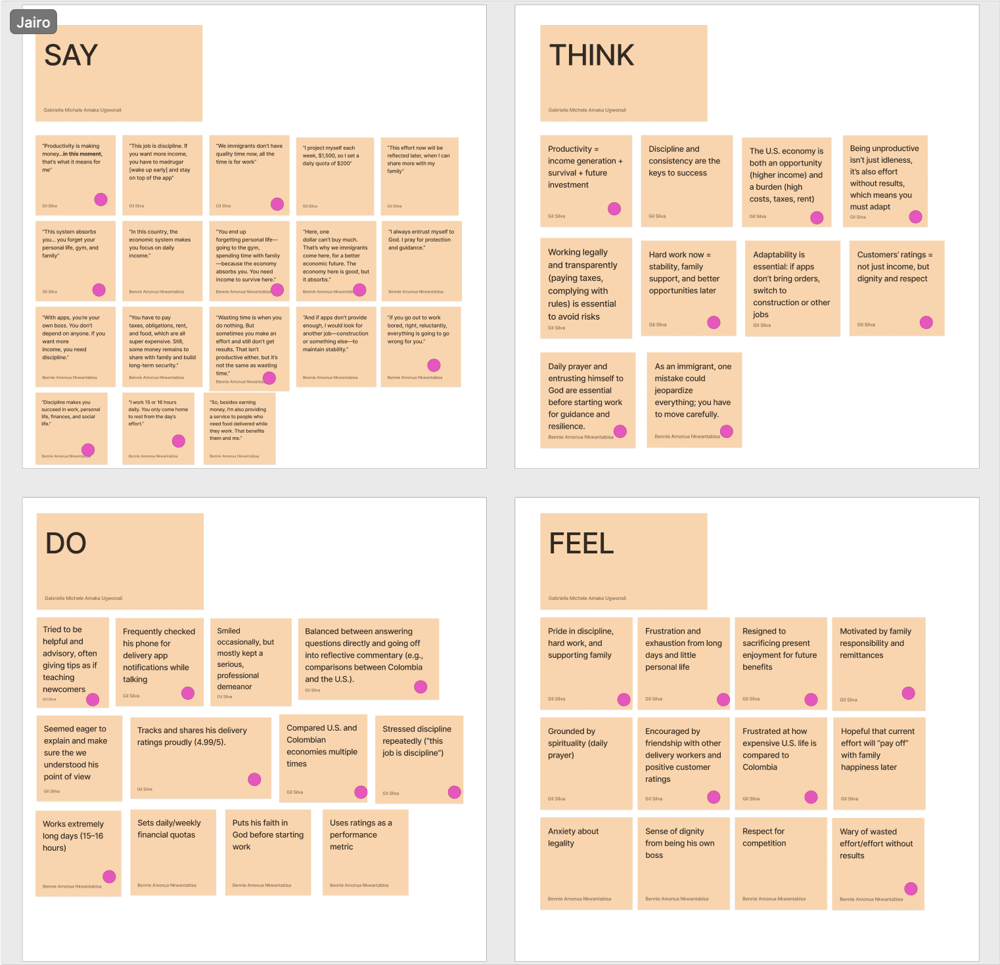 Jairo
SAY
Gabriella Michele Amaka Ugwonali
"Productivity is making
money...in this moment,
that's what it means for
me"
Gil Silva
"This job is discipline. If
you want more income,
you have to madrugar
[wake up early] and stay
on top of the app"
Gil Silva
"We immigrants don't have
quality time now, all the
time is for work"
Gil Silva
"I project myself each
week, $1,500, so I set a
daily quota of $200"
Gil Silva
"This effort now will be
reflected later, when I can
share more with my
family"
Gil Silva
"This system absorbs
you... you forget your
personal life, gym, and
family"
Gil Silva
"In this country, the
economic system makes
you focus on daily
income."
Bennie Amonua Nkwantabisa
"You end up
forgetting personal life—
going to the gym,
spending time with family
—because the economy
absorbs you. You need
income to survive here."
Bennie Amonua Nkwantabisa
"Here, one
dollar can't buy much.
That's why we immigrants
come here, for a better
economic future. The
economy here is good, but
it absorbs."
Bennie Amonua Nkwantab
"I always entrust myself to
God. I pray for protection
and guidance."
Bennie Amonua Nkwantabisa
"With apps, you're your
own boss. You don't
depend on anyone. If you
want more
income, you need
discipline."
Bennie Amonua Nkwantabisa
"You have to pay
taxes, obligations, rent,
and food, which are all
super expensive. Still,
some money remains to
share with family and build
long-term security."
Bennie Amonua Nkwantabisa
"Wasting time is when you
do nothing. But
sometimes you make an
effort and still don't get
results. That isn't
productive either, but it's
not the same as wasting
time."
Bennie Amonua Nkwanta
"And if apps don't provide
enough, I would look for
another job—construction
or something else—to
maintain stability."
Bennie Amonua Nkwantabisa
"if you go out to work
bored, right, reluctantly,
everything is going to go
wrong for you."
Bennie Amonua Nkwantabisa
"Discipline makes you
succeed in work, personal
life, finances, and social
life."
Bennie Amonua Nkwantabisa
"I work 15 or 16 hours
daily. You only come home
to rest from the day's
effort."
Bennie Amonua Nkwantabisa
"So, besides earning
money, I'm also providing
a service to people who
need food delivered while
they work. That benefits
them and me."
Bennie Amonua Nkwantabisa
THINK
Gabriella Michele Amaka Ugwonali
Productivity =
income generation +
survival + future
investment
Gil Silva
Discipline and
consistency are the
keys to success
Gil Silva
The U.S. economy is
both an opportunity
(higher income) and
a burden (high
costs, taxes, rent)
Gil Silva
Being unproductive
isn't just idleness,
it's also effort
without results,
which means you
must adapt
Gil Silva
Working legally
and transparently
(paying taxes,
complying with
rules) is essential
to avoid risks
Gil Silva
Hard work now =
stability, family
support, and better
opportunities later
Gil Silva
Adaptability is
essential: if apps
don't bring orders,
switch to
construction or other
jobs
Gil Silva
Customers' ratings =
not just income, but
dignity and respect
Gil Silva
Daily prayer and
entrusting himself to
God are essential
before starting work
for guidance and
resilience.
Bennie Amonua Nkwantabisa
As an immigrant, one
mistake could
jeopardize
everything; you have
to move carefully.
Bennie Amonua Nkwantabisa
DO
Gabriella Michele Amaka Ugwonali
Tried to be
helpful and
advisory, often
giving tips as if
teaching
newcomers
Gil Silva
Frequently checked
his phone for
delivery app
notifications while
talking
Gil Silva
Smiled
occasionally, but
mostly kept a
serious,
professional
demeanor
Gil Silva
Balanced between answering
questions directly and going off
into reflective commentary (e.g.,
comparisons between Colombia
and the U.S.).
Gil Silva
Seemed eager to
explain and make
sure the we
understood his
point of view
Gil Silva
Tracks and shares his delivery
ratings proudly (4.99/5).
Gil Silva
Compared U.S. and
Colombian
economies multiple
times
Gil Silva
Stressed discipline
repeatedly ("this
job is discipline")
Gil Silva
Works extremely
long days (15–16
hours)
Bennie Amonua Nkwantabisa
Sets daily/weekly
financial quotas
Bennie Amonua Nkwantabisa
Puts his faith in
God before starting
work
Bennie Amonua Nkwantabisa
Uses ratings as a
performance
metric
Bennie Amonua Nkwantabisa
FEEL
Gabriella Michele Amaka Ugwonali
Pride in discipline,
hard work, and
supporting family
Gil Silva
Frustration and
exhaustion from long
days and little
personal life
Gil Silva
Resigned to
sacrificing present
enjoyment for future
benefits
Gil Silva
Motivated by family
responsibility and
remittances
Gil Silva
Grounded by
spirituality (daily
prayer)
Gil Silva
Encouraged by
friendship with other
delivery workers and
positive customer
ratings
Gil Silva
Frustrated at how
expensive U.S. life is
compared to
Colombia
Gil Silva
Hopeful that current
effort will "pay off"
with family
happiness later
Gil Silva
Anxiety about
legality
Bennie Amonua Nkwantabisa
Sense of dignity
from being his own
boss
Bennie Amonua Nkwantabisa
Respect for
competition
Bennie Amonua Nkwantabisa
Wary of wasted
effort/effort without
results
Bennie Amonua Nkwantabisa